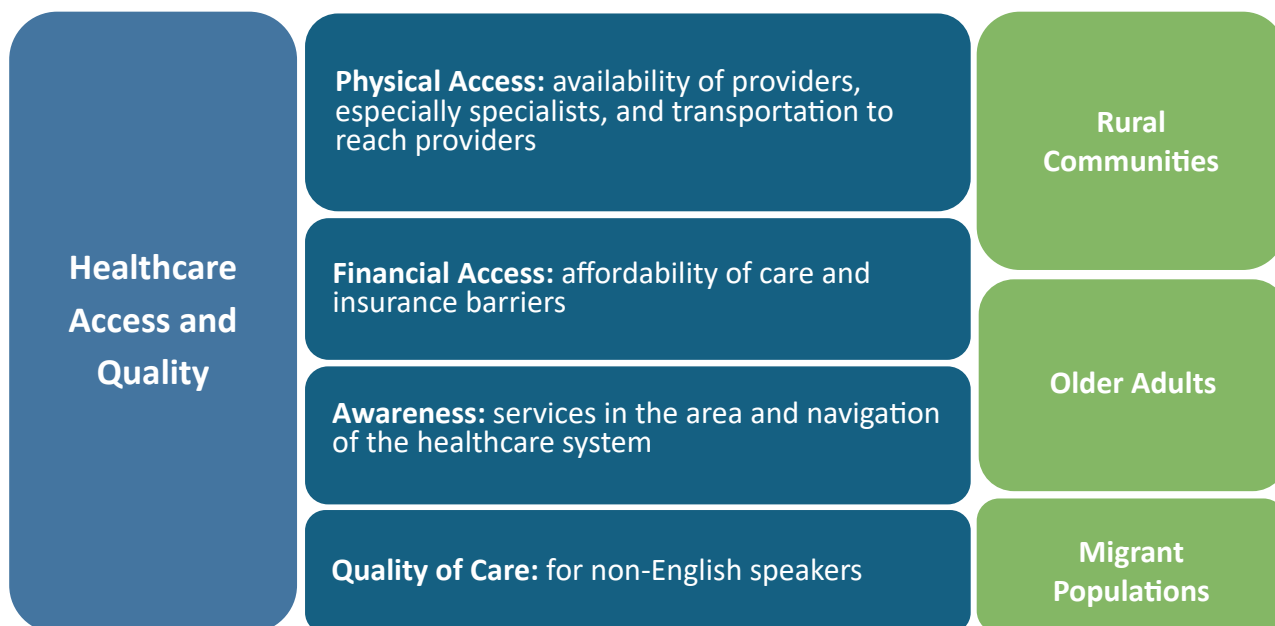 Healthcare
Access and
Quality
Physical Access: availability of providers,
especially specialists, and transportation to
reach providers
Financial Access: affordability of care and
insurance barriers
Awareness: services in the area and navigation
of the healthcare system
Quality of Care: for non-English speakers
Rural
Communities
Older Adults
Migrant
Populations